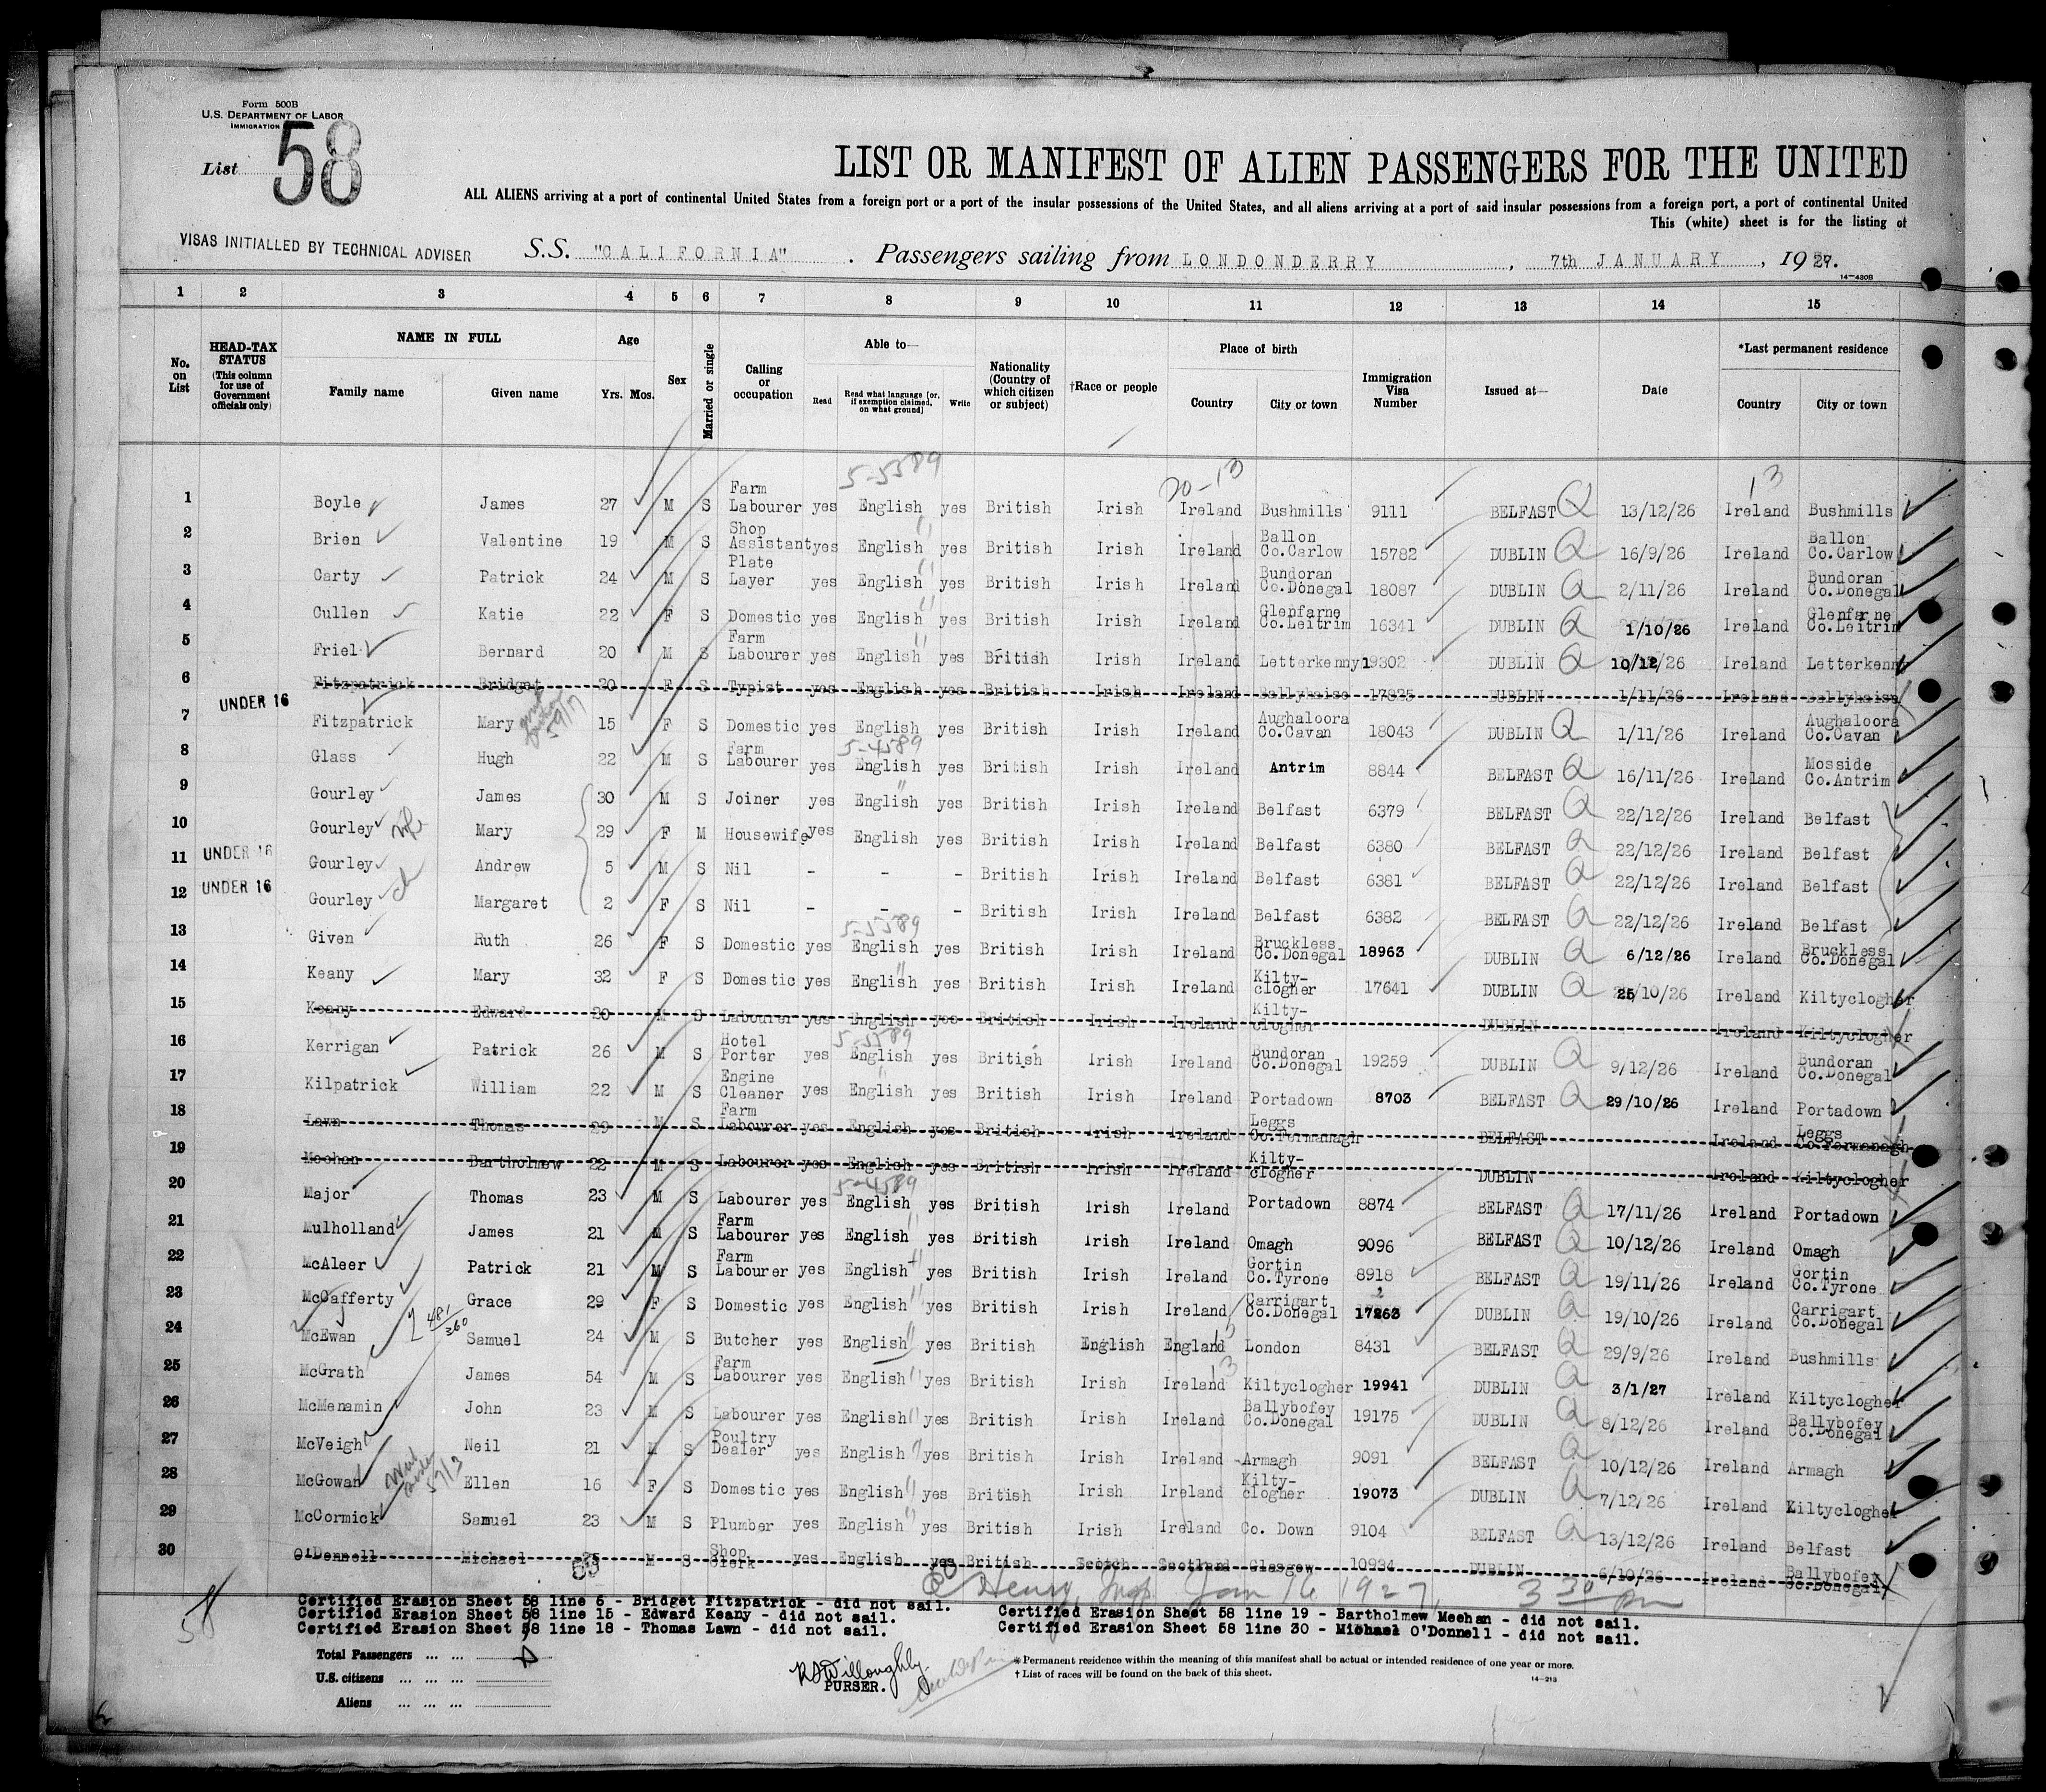 Form 500B
U.S. DEPARTMENT OF LABOR
IMMIGRATION
List 58
LIST OR MANIFEST OF ALIEN PASSENGERS FOR THE UNITED
ALL ALIENS arriving at a port of continental United States from a foreign port or a port of the insular possessions of the United States, and all aliens arriving at a port of said insular possessions from a foreign port, a port of continental United
This (white) sheet is for the listing of
VISAS INITIALLED BY TECHNICAL ADVISER
S.S. "CALIFORNIA". Passengers sailing from LONDONDERRY, 7th JANUARY, 1927.
14-430B
1 2 3 4 5 6 7 8 9 10 11 12 13 14 15
No. on List
HEAD-TAX STATUS (This column for use of Government officials only)
NAME IN FULL
Family name Given name
Age
Yrs. Mos.
Sex
Married or single
Calling or occupation
Able to—
Read
Read what language [or, if exemption claimed, on what ground]
Write
Nationality (Country of which citizen or subject)
†Race or people
Place of birth
Country City or town
Immigration Visa Number
Issued at—
Date
*Last permanent residence
Country City or town
5-5589
20-13 13
1 Boyle James 27 M S Farm Labourer yes English yes British Irish Ireland Bushmills 9111 BELFAST 13/12/26 Ireland Bushmills
2 Brien Valentine 19 M S Shop Assistant yes English yes British Irish Ireland Ballon Co.Carlow 15782 DUBLIN 16/9/26 Ireland Ballon Co.Carlow
3 Carty Patrick 24 M S Plate Layer yes English yes British Irish Ireland Bundoran Co.Donegal 18087 DUBLIN 2/11/26 Ireland Bundoran Co.Donegal
4 Cullen Katie 22 F S Domestic yes English yes British Irish Ireland Glenfarne Co.Leitrim 16341 DUBLIN 1/10/26 Ireland Glenfarne Co.Leitrim
5 Friel Bernard 20 M S Farm Labourer yes English yes British Irish Ireland Letterkenny 19302 DUBLIN 10/12/26 Ireland Letterkenny
6 Fitzpatrick Bridget 20 F S Typist yes English yes British Irish Ireland Ballyhaise 17825 DUBLIN 1/11/26 Ireland Ballyhaise
UNDER 16
7 Fitzpatrick Mary 15 F S Domestic yes English yes British Irish Ireland Aughaloora Co.Cavan 18043 DUBLIN 1/11/26 Ireland Aughaloora Co.Cavan
5-4589
8 Glass Hugh 22 M S Farm Labourer yes English yes British Irish Ireland Antrim 8844 BELFAST 16/11/26 Ireland Mosside Co.Antrim
9 Gourley James 30 M S Joiner yes English yes British Irish Ireland Belfast 6379 BELFAST 22/12/26 Ireland Belfast
10 Gourley wife Mary 29 F M Housewife yes English yes British Irish Ireland Belfast 6380 BELFAST 22/12/26 Ireland Belfast
11 UNDER 16 Gourley Andrew 5 M S Nil - - - British Irish Ireland Belfast 6381 BELFAST 22/12/26 Ireland Belfast
12 UNDER 16 Gourley ch Margaret 2 F S Nil - - - British Irish Ireland Belfast 6382 BELFAST 22/12/26 Ireland Belfast
5-5589
13 Given Ruth 26 F S Domestic yes English yes British Irish Ireland Bruckless Co.Donegal 18963 DUBLIN 6/12/26 Ireland Bruckless Co.Donegal
14 Keany Mary 32 F S Domestic yes English yes British Irish Ireland Kilty-clogher 17641 DUBLIN 25/10/26 Ireland Kiltyclogher
15 Keany Edward 20 M S Labourer yes English yes British Irish Ireland Kilty-clogher DUBLIN Ireland Kiltyclogher
5-5589
16 Kerrigan Patrick 26 M S Hotel Porter yes English yes British Irish Ireland Bundoran Co.Donegal 19259 DUBLIN 9/12/26 Ireland Bundoran Co.Donegal
17 Kilpatrick William 22 M S Engine Cleaner yes English yes British Irish Ireland Portadown 8703 BELFAST 29/10/26 Ireland Portadown
18 Lawn Thomas 29 M S Farm Labourer yes English yes British Irish Ireland Leggs Co.Fermanagh BELFAST Ireland Leggs Co.Fermanagh
19 Meehan Bartholmew 22 M S Labourer yes English yes British Irish Ireland Kilty-clogher DUBLIN Ireland Kiltyclogher
5-4589
20 Major Thomas 23 M S Labourer yes English yes British Irish Ireland Portadown 8874 BELFAST 17/11/26 Ireland Portadown
21 Mulholland James 21 M S Farm Labourer yes English yes British Irish Ireland Omagh 9096 BELFAST 10/12/26 Ireland Omagh
22 McAleer Patrick 21 M S Farm Labourer yes English yes British Irish Ireland Gortin Co.Tyrone 8918 BELFAST 19/11/26 Ireland Gortin Co.Tyrone
23 McCafferty Grace 29 F S Domestic yes English yes British Irish Ireland Carrigart Co.Donegal 17263 DUBLIN 19/10/26 Ireland Carrigart Co.Donegal
24 McEwan Samuel 24 M S Butcher yes English yes British English England London 8431 BELFAST 29/9/26 Ireland Bushmills
25 McGrath James 54 M S Farm Labourer yes English yes British Irish Ireland Kiltyclogher 19941 DUBLIN 3/1/27 Ireland Kiltyclogher
26 McMenamin John 23 M S Labourer yes English yes British Irish Ireland Ballybofey Co.Donegal 19175 DUBLIN 8/12/26 Ireland Ballybofey Co.Donegal
27 McVeigh Neil 21 M S Poultry Dealer yes English yes British Irish Ireland Armagh 9091 BELFAST 10/12/26 Ireland Armagh
28 McGowan Ellen 16 F S Domestic yes English yes British Irish Ireland Kilty-clogher 19073 DUBLIN 7/12/26 Ireland Kiltyclogher
29 McCormick Samuel 23 M S Plumber yes English yes British Irish Ireland Co. Down 9104 BELFAST 13/12/26 Ireland Belfast
30 O'Donnell Michael 25 M S Shop Clerk yes English yes British Scotch Scotland Glasgow 10934 DUBLIN 6/10/26 Ireland Ballybofey Co.Donegal
Henry, Insp. Jan 16 1927, 3 30 pm
Certified Erasion Sheet 58 line 6 - Bridget Fitzpatrick - did not sail.
Certified Erasion Sheet 58 line 15 - Edward Keany - did not sail.
Certified Erasion Sheet 58 line 18 - Thomas Lawn - did not sail.
Certified Erasion Sheet 58 line 19 - Bartholmew Meehan - did not sail.
Certified Erasion Sheet 58 line 30 - Michael O'Donnell - did not sail.
58
Total Passengers
U.S. citizens
Aliens
RSWilloughly
PURSER.
* Permanent residence within the meaning of this manifest shall be actual or intended residence of one year or more.
† List of races will be found on the back of this sheet.
14-213